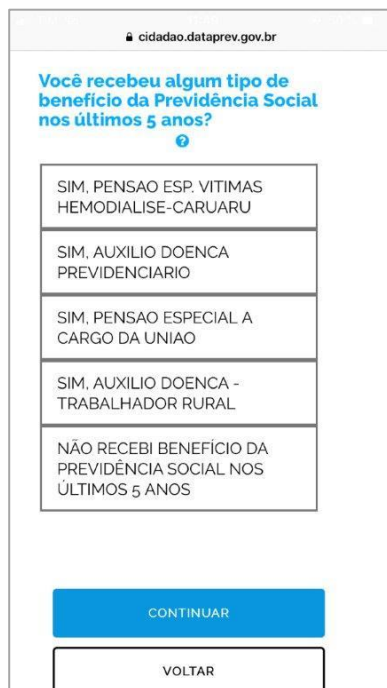 cidadao.dataprev.gov.br
Você recebeu algum tipo de
benefício da Previdência Social
nos últimos 5 anos?
?
SIM, PENSAO ESP. VITIMAS
HEMODIALISE-CARUARU
SIM, AUXILIO DOENCA
PREVIDENCIARIO
SIM, PENSAO ESPECIAL A
CARGO DA UNIAO
SIM, AUXILIO DOENCA -
TRABALHADOR RURAL
NÃO RECEBI BENEFÍCIO DA
PREVIDÊNCIA SOCIAL NOS
ÚLTIMOS 5 ANOS
CONTINUAR
VOLTAR